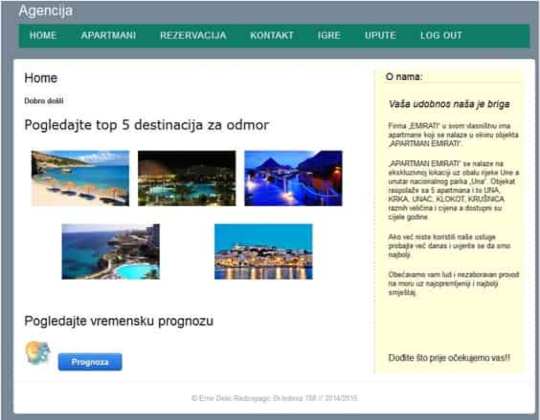 Agencija
HOME APARTMANI REZERVACIJA KONTAKT IGRE UPUTE LOG OUT
Home
Dobro došli
Pogledajte top 5 destinacija za odmor
Pogledajte vremensku prognozu
Prognoza
O nama:
Vaša udobnos naša je briga
Firma „EMIRATI“ u svom vlasništvu ima
apartmane koji se nalaze u okviru objekta
„APARTMAN EMIRATI“.
„APARTMAN EMIRATI“ se nalaze na
ekskluzivnoj lokaciji uz obalu rijeke Une a
unutar nacionalnog parka „Una“. Objekat
raspolaže sa 5 apartmana i to UNA,
KRKA, UNAC, KLOKOT, KRUŠNICA
raznih veličina i cijena a dostupni su
cijele godine.
Ako već niste koristili naše usluge
probajte već danas i uvjerite se da smo
najbolji.
Obećavamo vam lud i nezaboravan provod
na moru uz najopremljeniji i najbolji
smještaj.
Dođite što prije očekujemo vas!!
© Dedić // 2014/2015